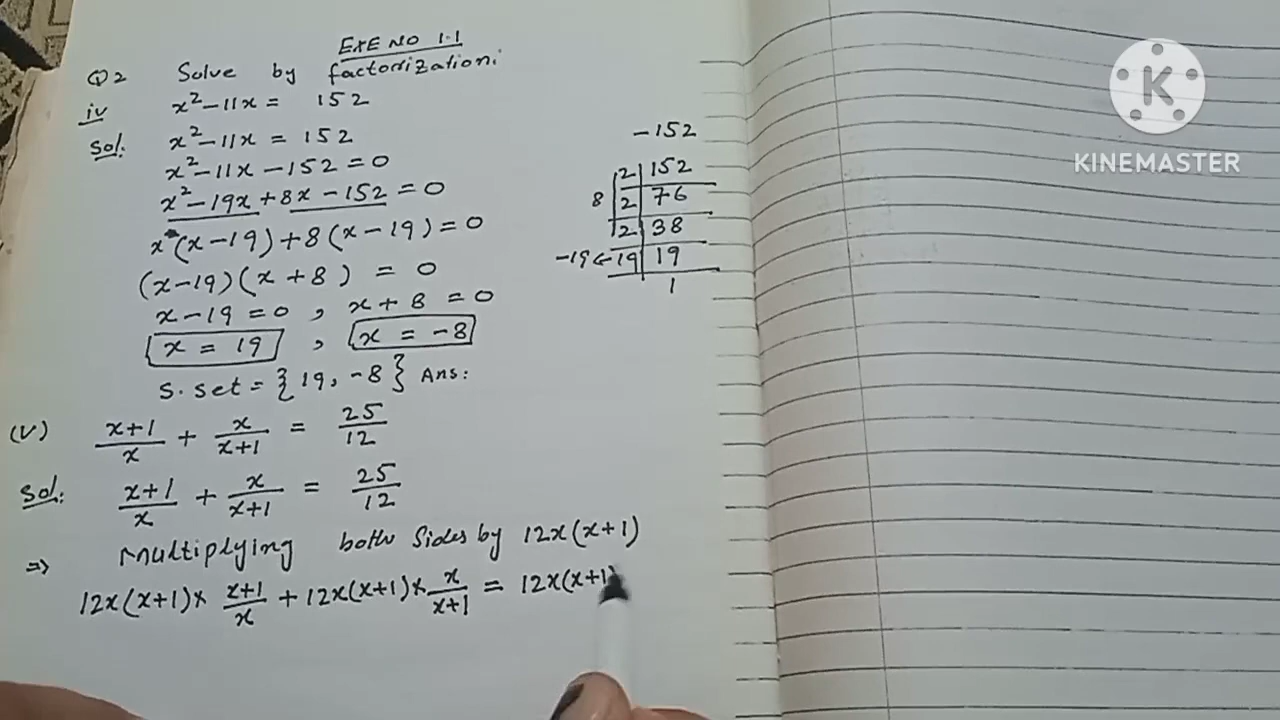 EXE NO 1.1
Q2 Solve by factorization:
iv x² - 11x = 152
Sol: x² - 11x = 152
x² - 11x - 152 = 0
x² - 19x + 8x - 152 = 0
x(x - 19) + 8(x - 19) = 0
(x - 19)(x + 8) = 0
x - 19 = 0 , x + 8 = 0
x = 19 , x = -8
S. set = {19, -8} Ans:
(V) x+1/x + x/x+1 = 25/12
Sol: x+1/x + x/x+1 = 25/12
=> Multiplying both sides by 12x(x+1)
12x(x+1) × x+1/x + 12x(x+1) × x/x+1 = 12x(x+1)
-152
2 | 152
8 2 | 76
2 | 38
-19 ← 19 | 19
1
K
KINEMASTER